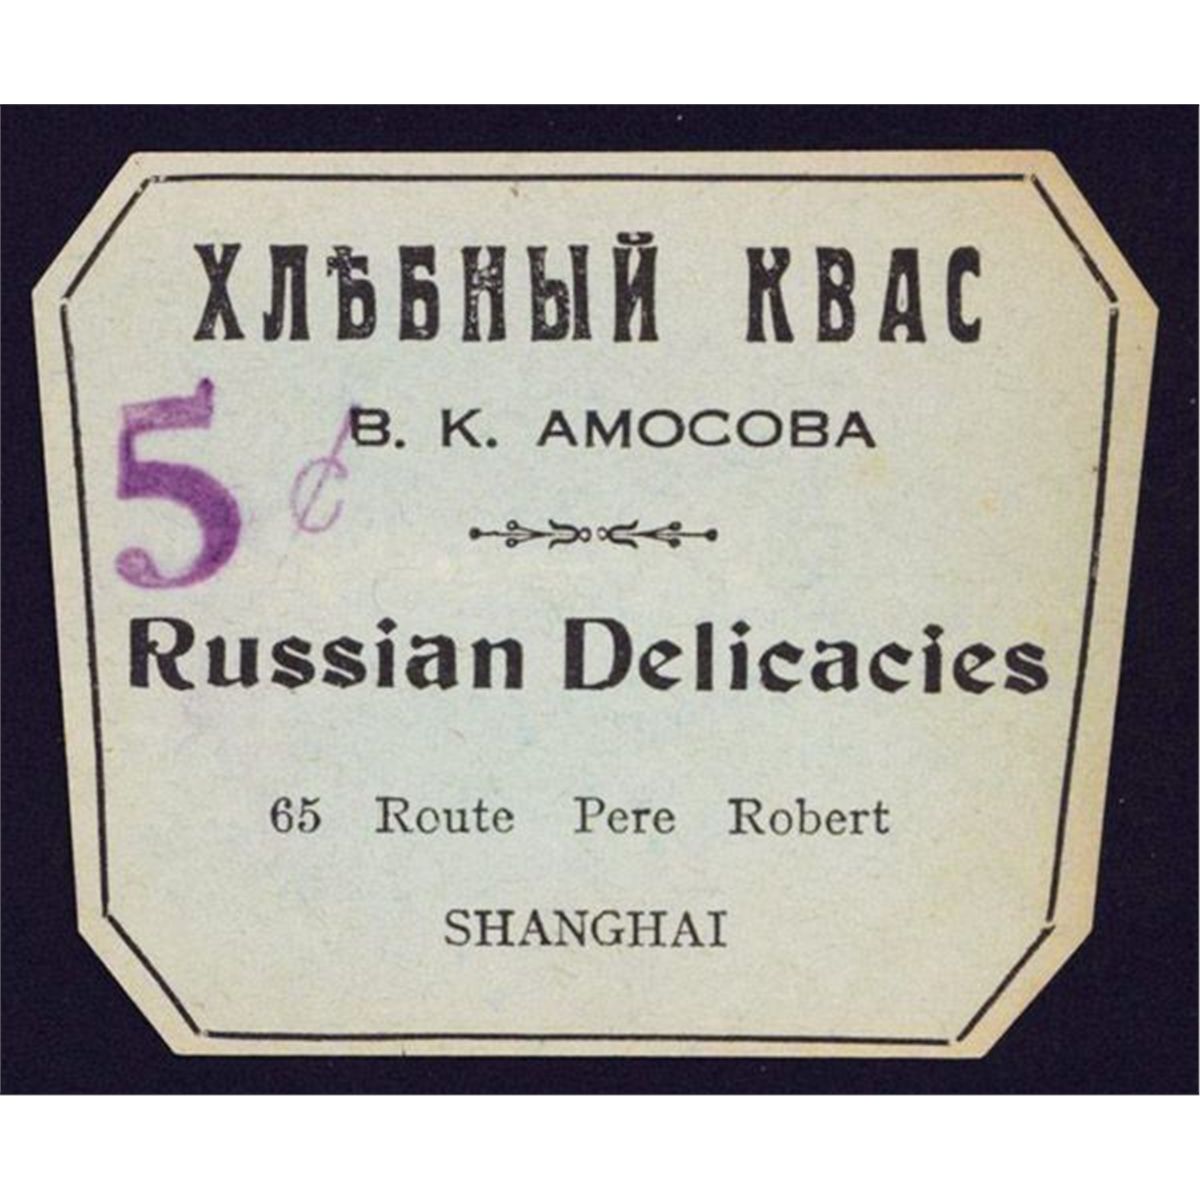 ХЛѢБНЫЙ КВАС
5 ¢
В. К. АМОСОВА
Russian Delicacies
65 Route Pere Robert
SHANGHAI